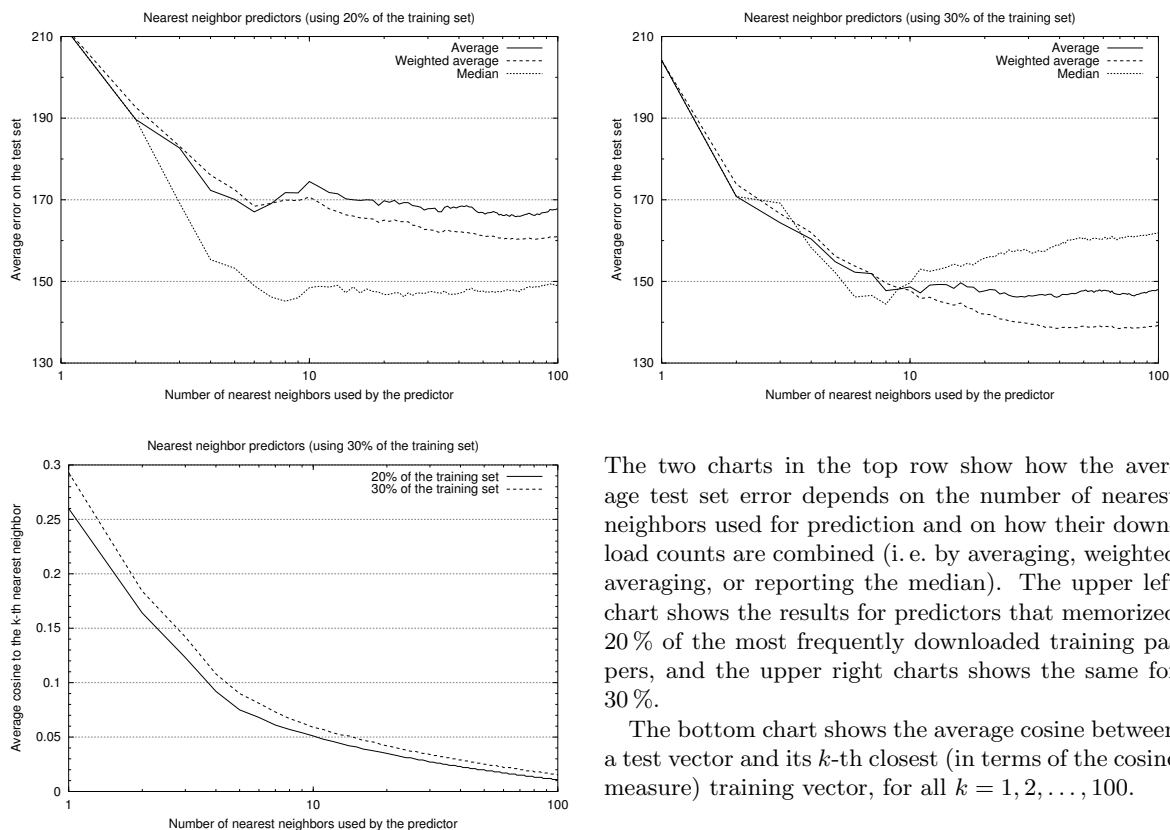 Nearest neighbor predictors (using 20% of the training set)
210
190
170
150
130
1
10
100
Average error on the test set
Number of nearest neighbors used by the predictor
Average
Weighted average
Median
Nearest neighbor predictors (using 30% of the training set)
210
190
170
150
130
1
10
100
Average error on the test set
Number of nearest neighbors used by the predictor
Average
Weighted average
Median
Nearest neighbor predictors (using 30% of the training set)
0.3
0.25
0.2
0.15
0.1
0.05
0
1
10
100
Average cosine to the k-th nearest neighbor
Number of nearest neighbors used by the predictor
20% of the training set
30% of the training set
The two charts in the top row show how the aver
age test set error depends on the number of nearest
neighbors used for prediction and on how their down
load counts are combined (i. e. by averaging, weighted
averaging, or reporting the median). The upper left
chart shows the results for predictors that memorized
20 % of the most frequently downloaded training pa
pers, and the upper right charts shows the same for
30 %.
The bottom chart shows the average cosine between
a test vector and its k-th closest (in terms of the cosine
measure) training vector, for all k = 1, 2, . . . , 100.